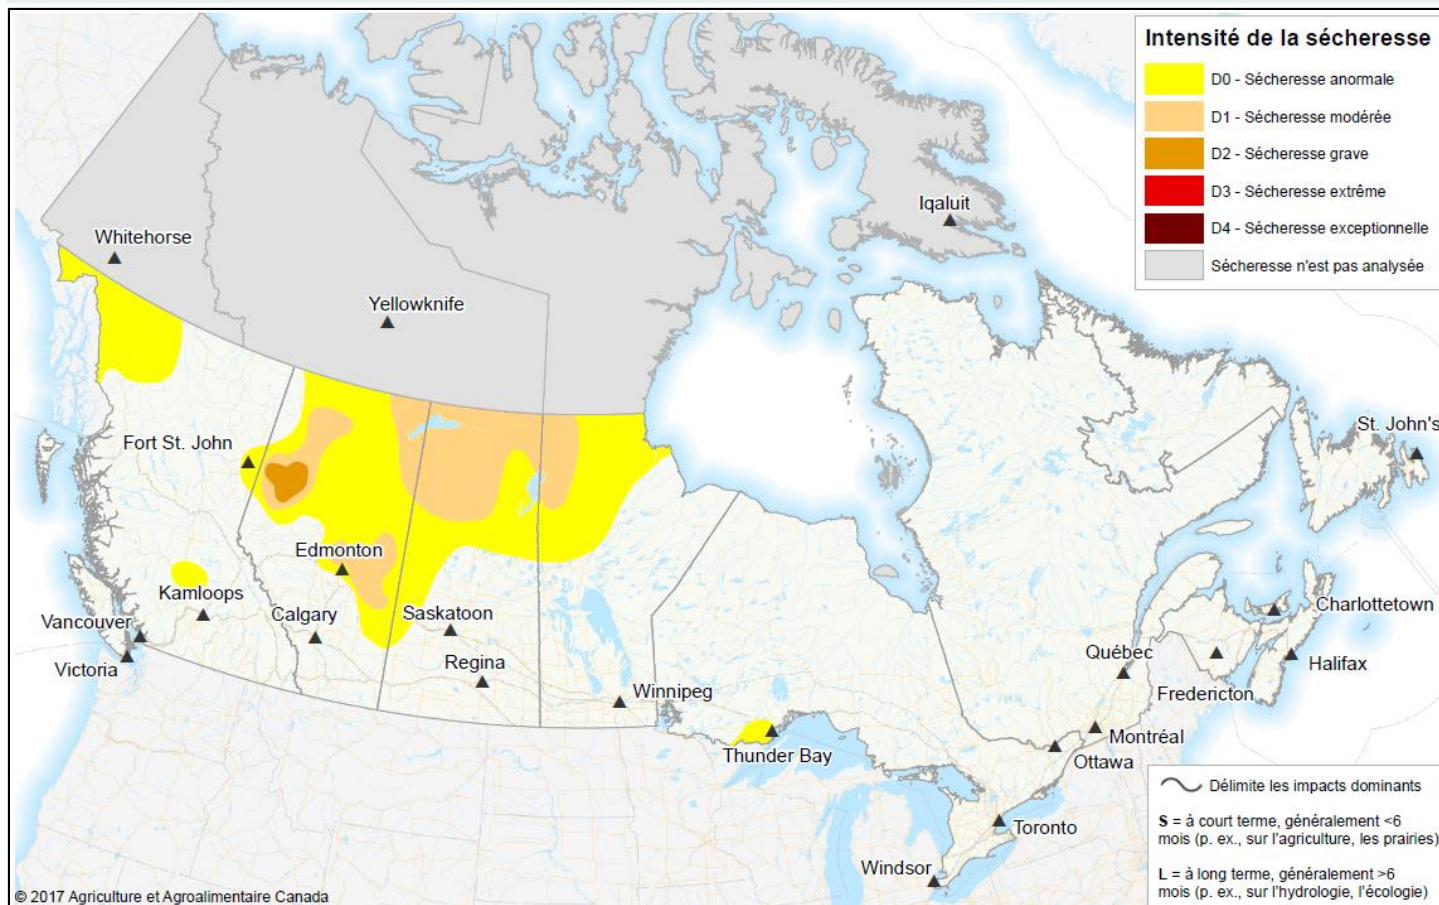 Intensité de la sécheresse
D0 - Sécheresse anormale
D1 - Sécheresse modérée
D2 - Sécheresse grave
D3 - Sécheresse extrême
D4 - Sécheresse exceptionnelle
Sécheresse n'est pas analysée
Iqaluit
Whitehorse
Yellowknife
St. John's
Fort St. John
Edmonton
Kamloops
Calgary
Saskatoon
Vancouver
Charlottetown
Victoria
Regina
Québec
Halifax
Winnipeg
Fredericton
Montréal
Thunder Bay
Ottawa
Toronto
Windsor
Délimite les impacts dominants
S = à court terme, généralement <6
mois (p. ex., sur l'agriculture, les prairies)
L = à long terme, généralement >6
mois (p. ex., sur l'hydrologie, l'écologie)
© 2017 Agriculture et Agroalimentaire Canada